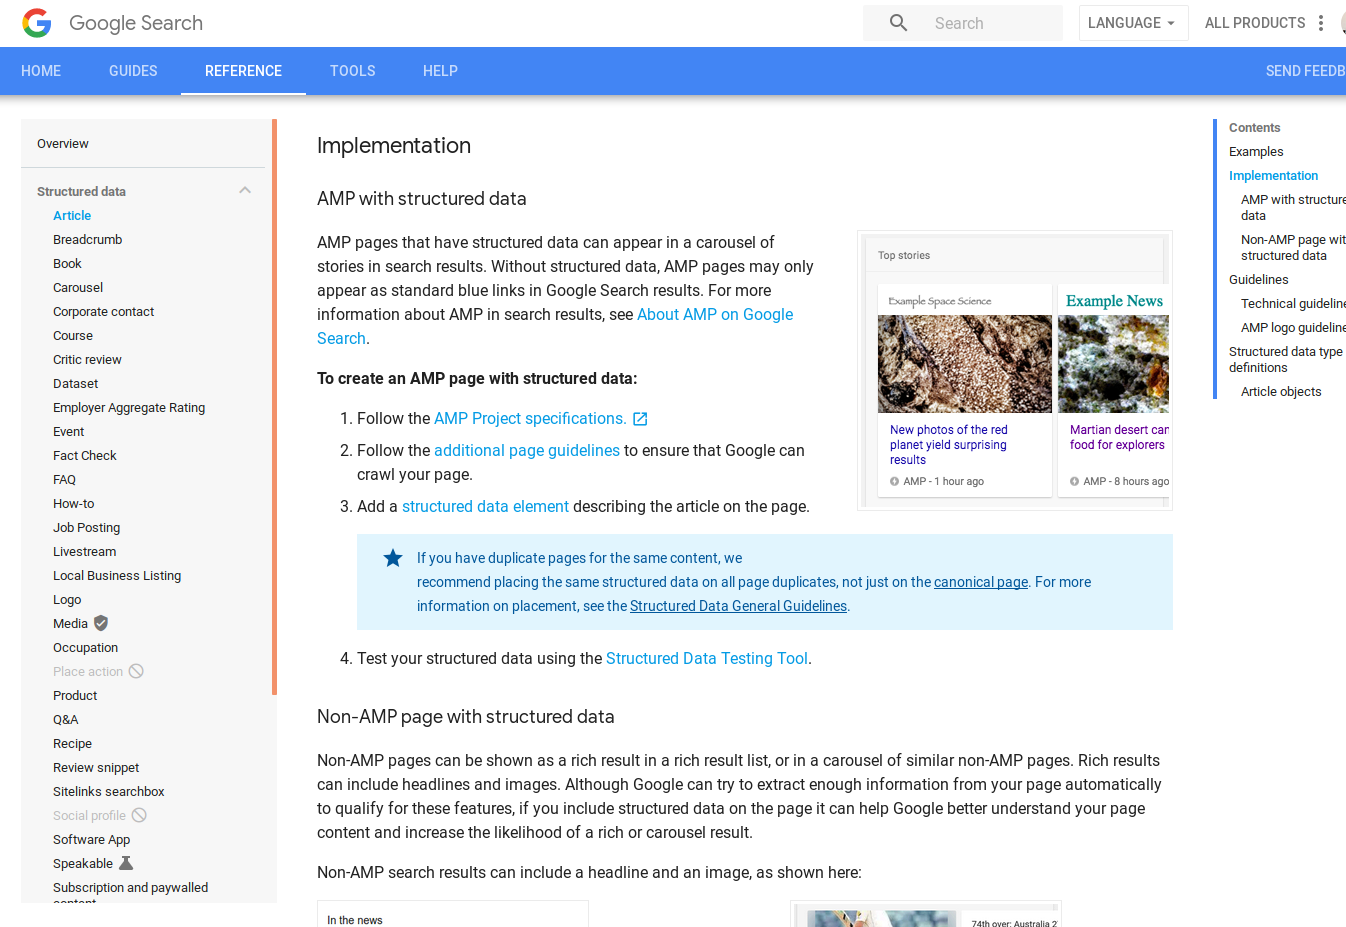 Google Search
Search
LANGUAGE
ALL PRODUCTS
HOME
GUIDES
REFERENCE
TOOLS
HELP
SEND FEEDB
Overview
Structured data
Article
Breadcrumb
Book
Carousel
Corporate contact
Course
Critic review
Dataset
Employer Aggregate Rating
Event
Fact Check
FAQ
How-to
Job Posting
Livestream
Local Business Listing
Logo
Media
Occupation
Place action
Product
Q&A
Recipe
Review snippet
Sitelinks searchbox
Social profile
Software App
Speakable
Subscription and paywalled
content
Implementation
AMP with structured data
AMP pages that have structured data can appear in a carousel of
stories in search results. Without structured data, AMP pages may only
appear as standard blue links in Google Search results. For more
information about AMP in search results, see About AMP on Google
Search.
To create an AMP page with structured data:
1. Follow the AMP Project specifications.
2. Follow the additional page guidelines to ensure that Google can
crawl your page.
3. Add a structured data element describing the article on the page.
Top stories
Example Space Science
New photos of the red
planet yield surprising
results
AMP - 1 hour ago
Example News
Martian desert can
food for explorers
AMP - 8 hours ago
If you have duplicate pages for the same content, we
recommend placing the same structured data on all page duplicates, not just on the canonical page. For more
information on placement, see the Structured Data General Guidelines.
4. Test your structured data using the Structured Data Testing Tool.
Non-AMP page with structured data
Non-AMP pages can be shown as a rich result in a rich result list, or in a carousel of similar non-AMP pages. Rich results
can include headlines and images. Although Google can try to extract enough information from your page automatically
to qualify for these features, if you include structured data on the page it can help Google better understand your page
content and increase the likelihood of a rich or carousel result.
Non-AMP search results can include a headline and an image, as shown here:
In the news
74th over: Australia 2
Contents
Examples
Implementation
AMP with structure
data
Non-AMP page wit
structured data
Guidelines
Technical guideline
AMP logo guideline
Structured data type
definitions
Article objects